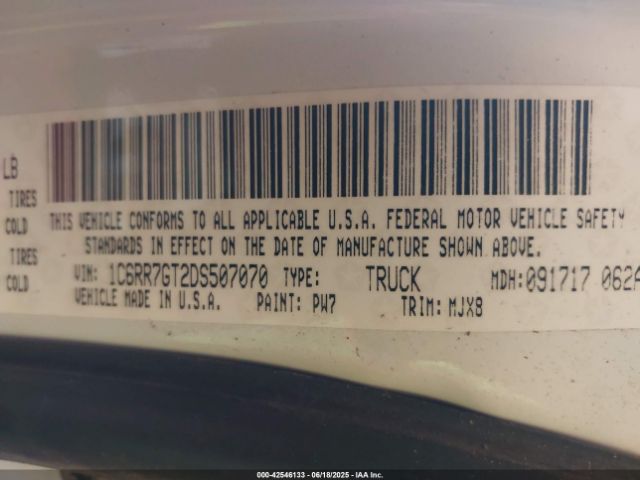 LB
TIRES
COLD
TIRES
COLD
THIS VEHICLE CONFORMS TO ALL APPLICABLE U.S.A. FEDERAL MOTOR VEHICLE SAFETY
STANDARDS IN EFFECT ON THE DATE OF MANUFACTURE SHOWN ABOVE.
VIN: 1C6RR7GT2DS507070 TYPE: TRUCK MDH: 091717 062A
VEHICLE MADE IN U.S.A. PAINT: PW7 TRIM: MJX8
000-42546133 - 06/18/2025 - IAA Inc.